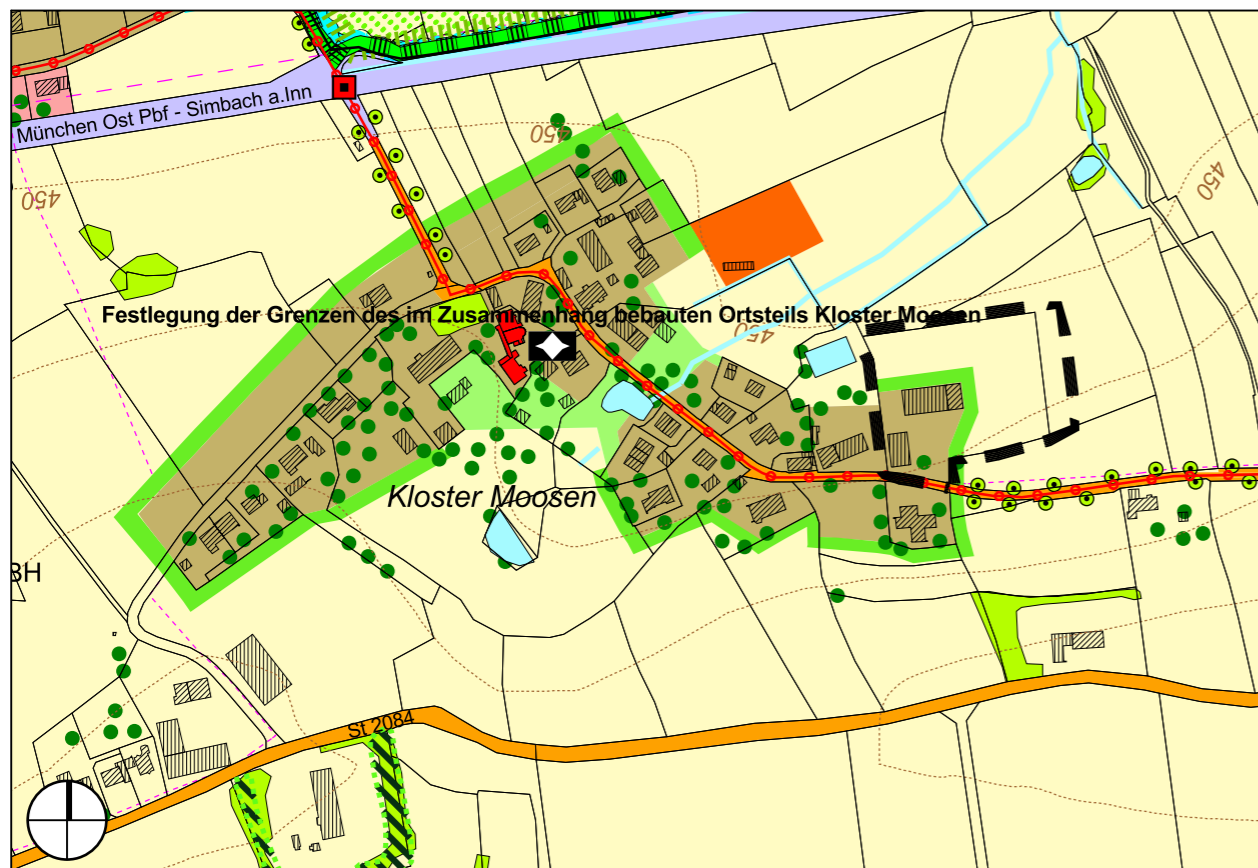 München Ost Pbf - Simbach a.Inn
450
450
450
Festlegung der Grenzen des im Zusammenhang bebauten Ortsteils Kloster Moosen
450
Kloster Moosen
BH
St 2084